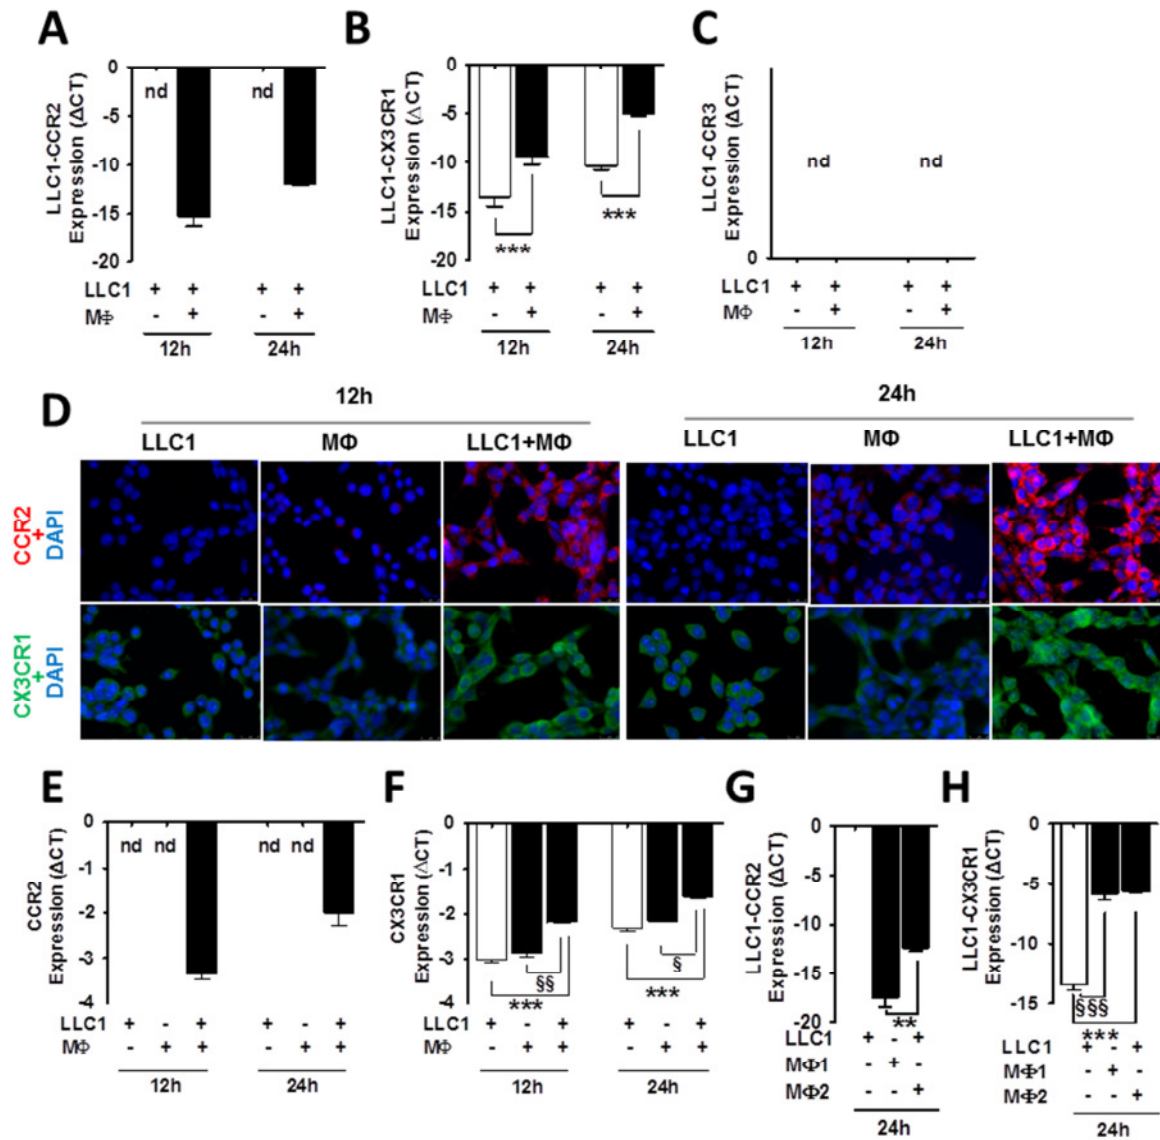 A
LLC1-CCR2
Expression (ΔCT)
0
-5
-10
-15
-20
nd
nd
LLC1 + + + +
MΦ - + - +
12h 24h
B
LLC1-CX3CR1
Expression (ΔCT)
0
-5
-10
-15
-20
***
***
LLC1 + + + +
MΦ - + - +
12h 24h
C
LLC1-CCR3
Expression (ΔCT)
0
nd
nd
LLC1 + + + +
MΦ - + - +
12h 24h
D
12h 24h
LLC1 MΦ LLC1+MΦ LLC1 MΦ LLC1+MΦ
CCR2
+
DAPI
CX3CR1
+
DAPI
E
CCR2
Expression (ΔCT)
0
-1
-2
-3
-4
nd nd nd nd
LLC1 + - + + - +
MΦ - + + - + +
12h 24h
F
CX3CR1
Expression (ΔCT)
0
-1
-2
-3
-4
§§
***
§
***
LLC1 + - + + - +
MΦ - + + - + +
12h 24h
G
LLC1-CCR2
Expression (ΔCT)
0
-5
-10
-15
-20
**
LLC1 + - +
MΦ1 - + -
MΦ2 - - +
24h
H
LLC1-CX3CR1
Expression (ΔCT)
0
-5
-10
-15
§§§
***
LLC1 + - +
MΦ1 - + -
MΦ2 - - +
24h